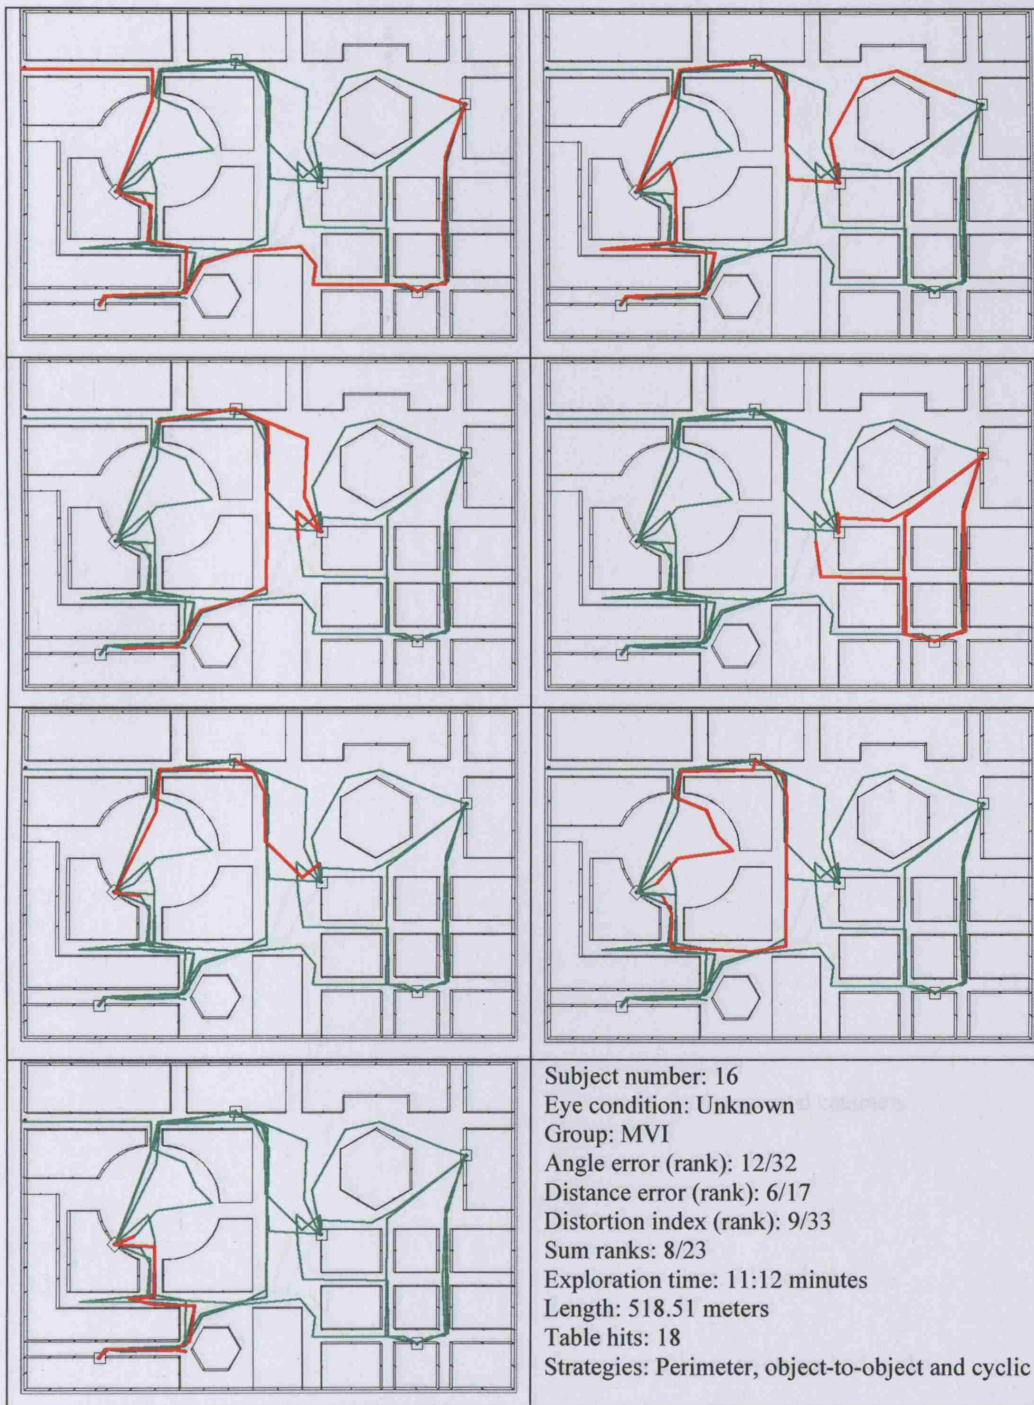 Subject number: 16
Eye condition: Unknown
Group: MVI
Angle error (rank): 12/32
Distance error (rank): 6/17
Distortion index (rank): 9/33
Sum ranks: 8/23
Exploration time: 11:12 minutes
Length: 518.51 meters
Table hits: 18
Strategies: Perimeter, object-to-object and cyclic